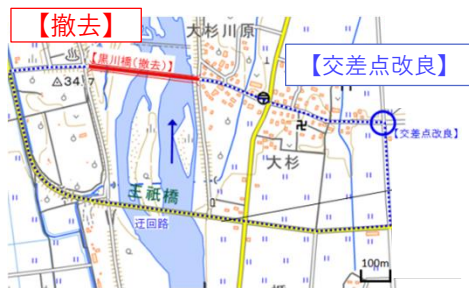 【撤去】
大杉川原
【黒川橋(撤去)】
【交差点改良】
34.7
【交差点改良】
大杉
王祇橋
迂回路
100m